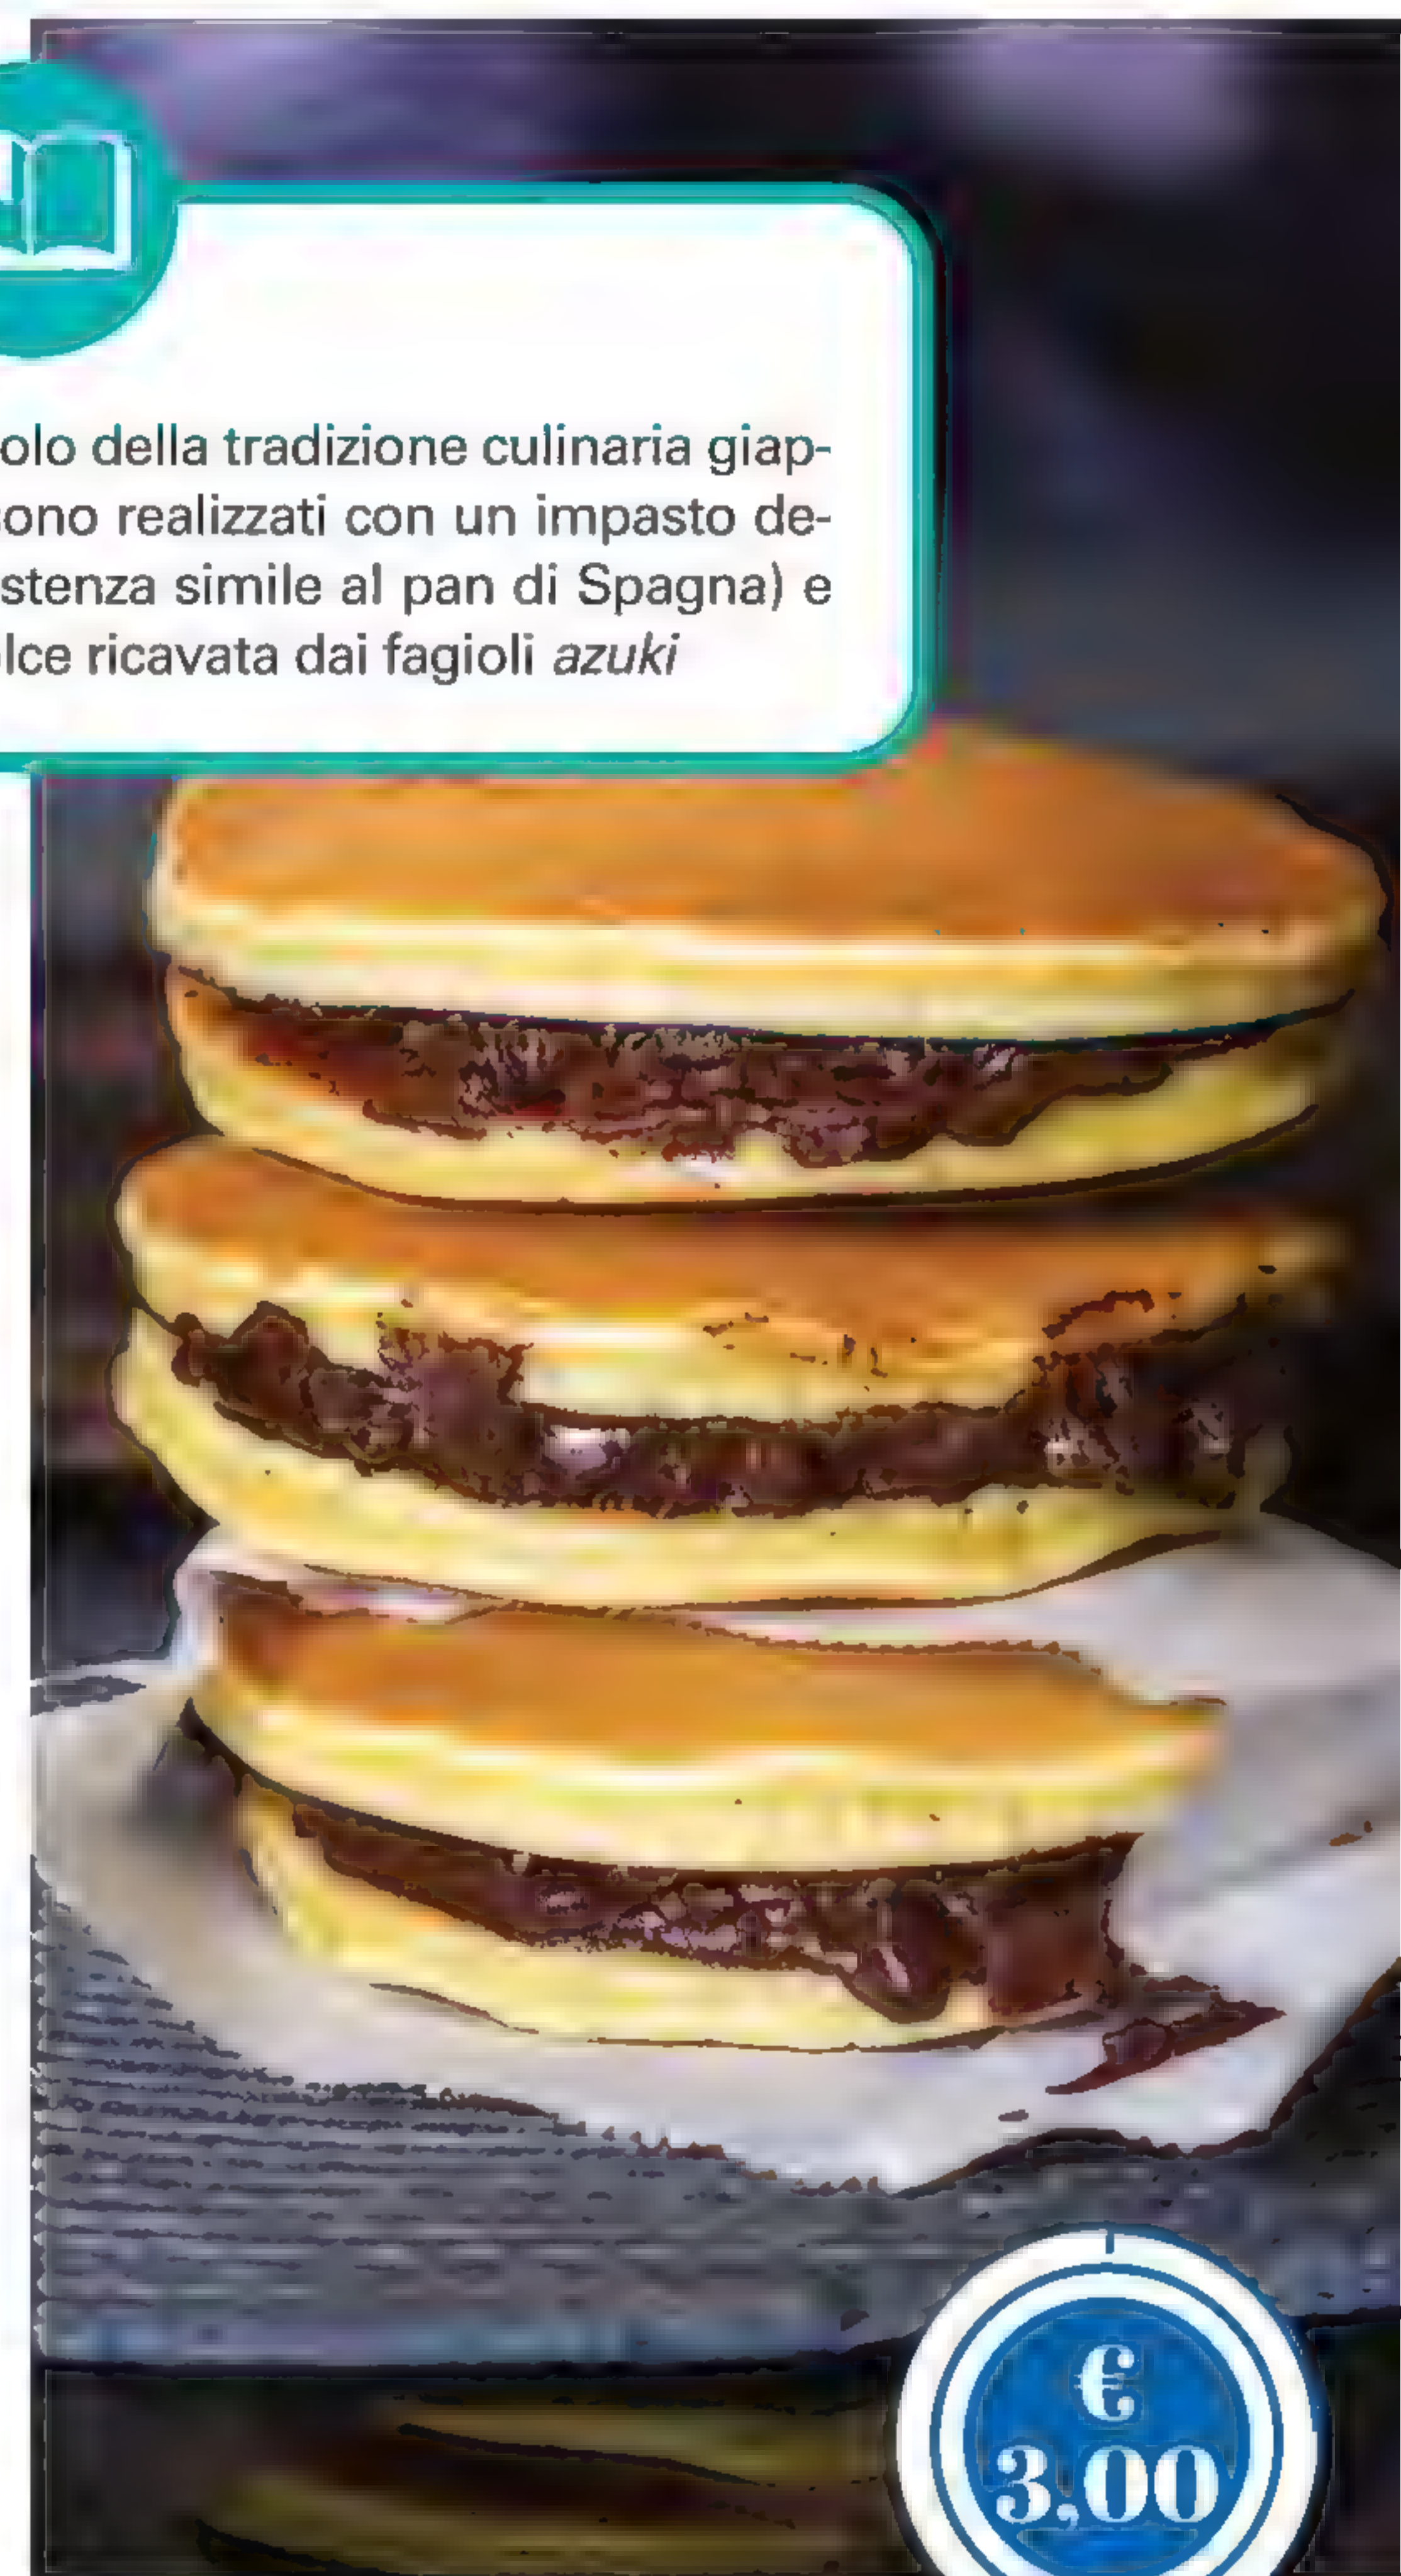 olo della tradizione culinaria giap-
sono realizzati con un impasto de-
stenza simile al pan di Spagna) e
lce ricavata dai fagioli azuki
€
3,00